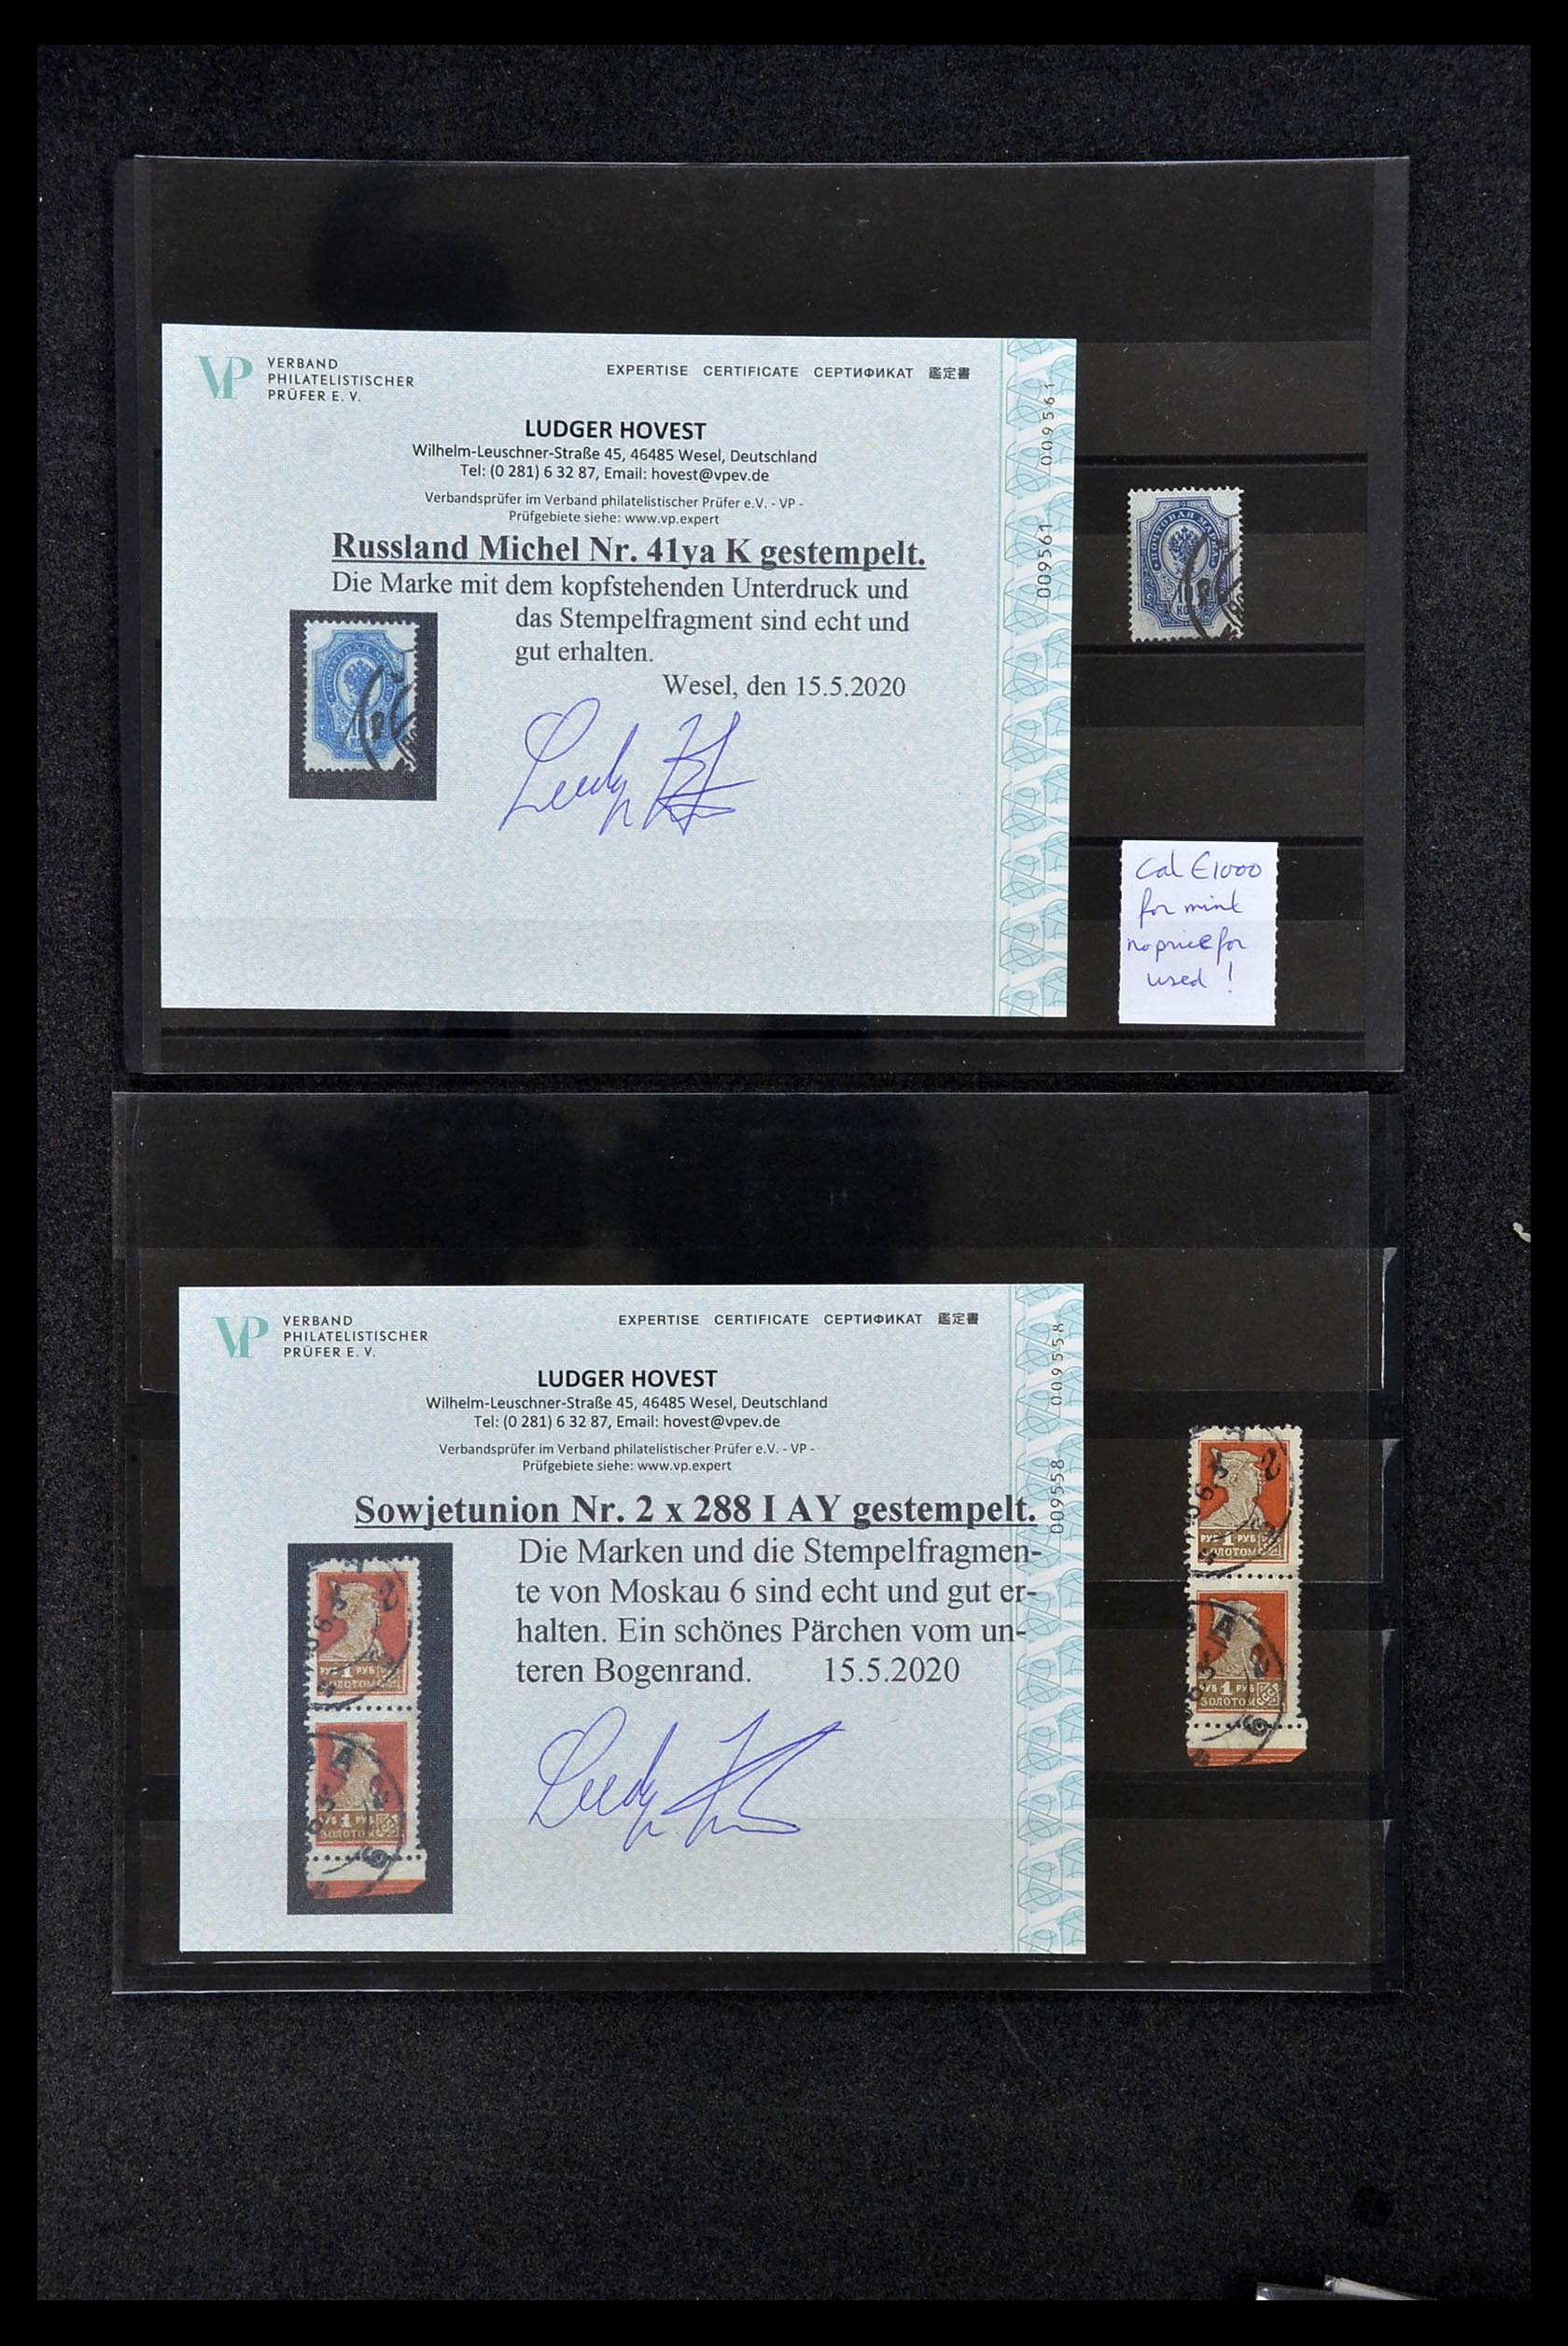 VERBAND
PHILATELISTISCHER
PRÜFER E. V.
EXPERTISE CERTIFICATE СЕРТИФИКАТ 鑑定書
LUDGER HOVEST
Wilhelm-Leuschner-Straße 45, 46485 Wesel, Deutschland
Tel: (0 281) 6 32 87, Email: hovest@vpev.de
Verbandsprüfer im Verband philatelistischer Prüfer e.V. - VP -
Prüfgebiete siehe: www.vp.expert
Russland Michel Nr. 41ya K gestempelt.
Die Marke mit dem kopfstehenden Unterdruck und
das Stempelfragment sind echt und
gut erhalten.
Wesel, den 15.5.2020
009561
009561
Cal €1000
for mint
no price for
used !
VP
VERBAND
PHILATELISTISCHER
PRÜFER E. V.
EXPERTISE CERTIFICATE СЕРТИФИКАТ 鑑定書
LUDGER HOVEST
Wilhelm-Leuschner-Straße 45, 46485 Wesel, Deutschland
Tel: (0 281) 6 32 87, Email: hovest@vpev.de
Verbandsprüfer im Verband philatelistischer Prüfer e.V. - VP -
Prüfgebiete siehe: www.vp.expert
Sowjetunion Nr. 2 x 288 I AY gestempelt.
Die Marken und die Stempelfragmen-
te von Moskau 6 sind echt und gut er-
halten. Ein schönes Pärchen vom un-
teren Bogenrand. 15.5.2020
009558
009558